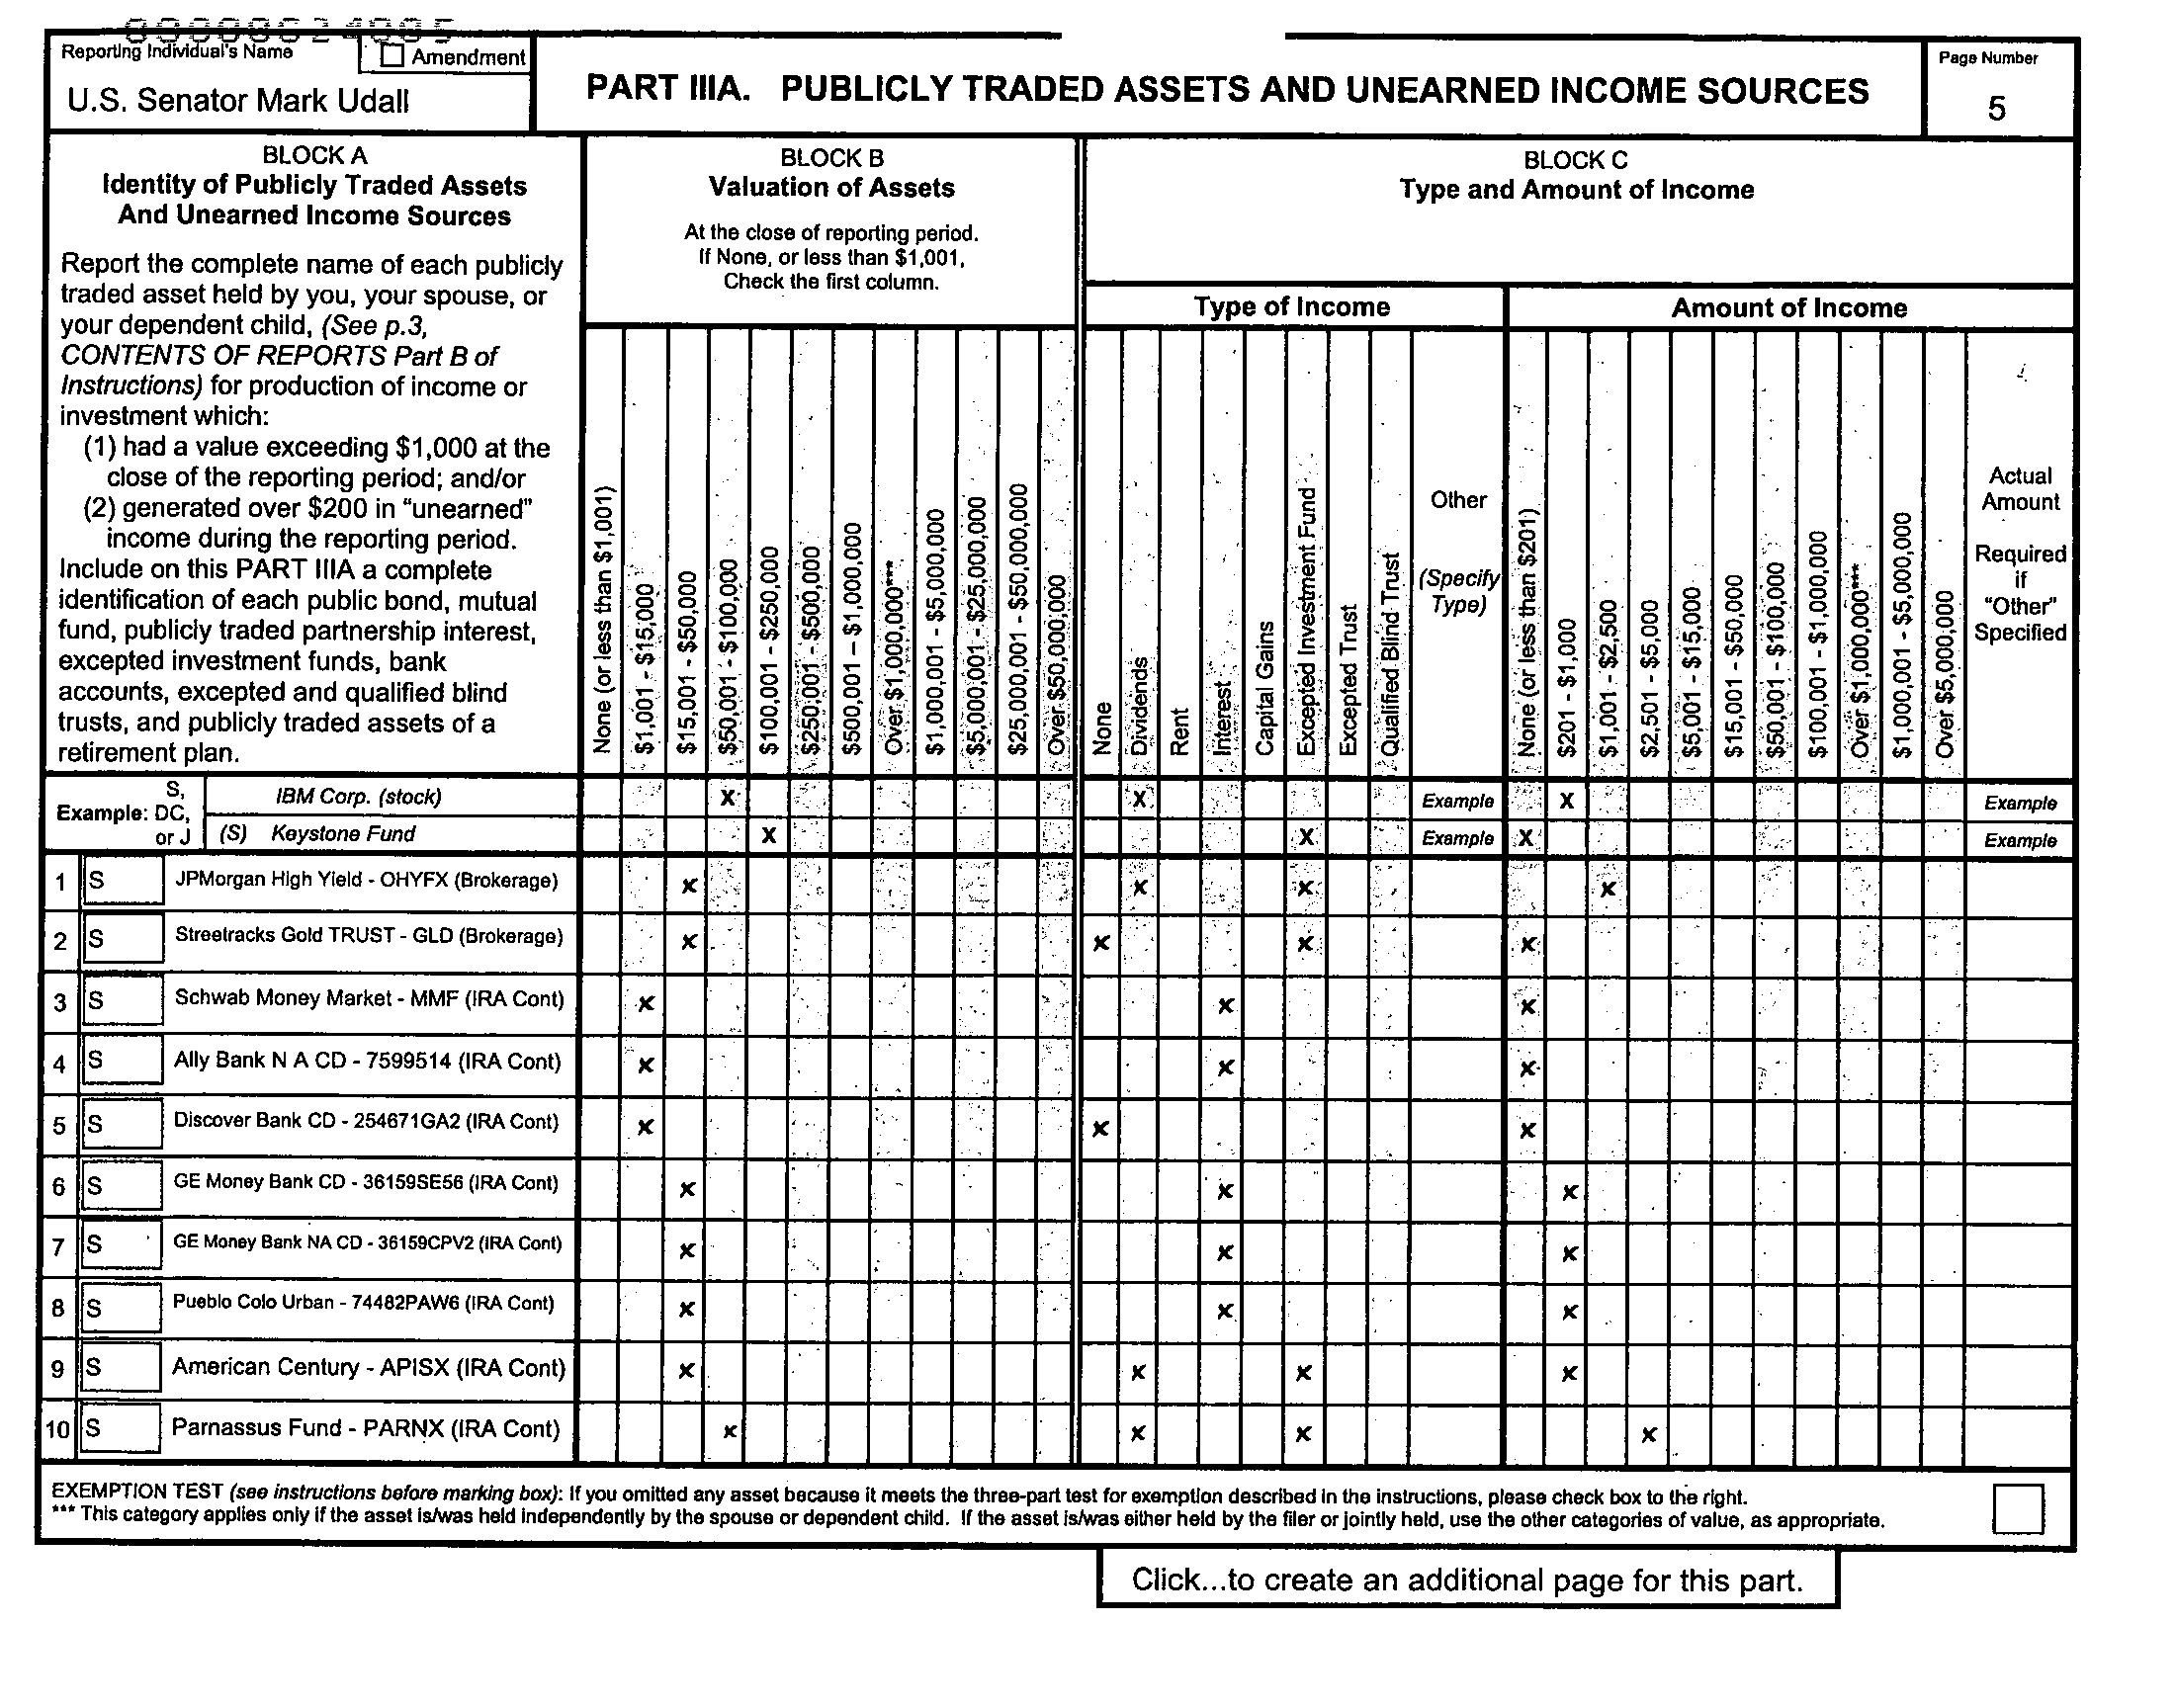 Reporting Individual's Name
Amendment
U.S. Senator Mark Udall
PART IIIA. PUBLICLY TRADED ASSETS AND UNEARNED INCOME SOURCES
Page Number
5
BLOCK A
Identity of Publicly Traded Assets
And Unearned Income Sources
Report the complete name of each publicly
traded asset held by you, your spouse, or
your dependent child, (See p.3,
CONTENTS OF REPORTS Part B of
Instructions) for production of income or
investment which:
(1) had a value exceeding $1,000 at the
close of the reporting period; and/or
(2) generated over $200 in "unearned"
income during the reporting period.
Include on this PART IIIA a complete
identification of each public bond, mutual
fund, publicly traded partnership interest,
excepted investment funds, bank
accounts, excepted and qualified blind
trusts, and publicly traded assets of a
retirement plan.
BLOCK B
Valuation of Assets
At the close of reporting period.
If None, or less than $1,001,
Check the first column.
None (or less than $1,001)
$1,001 - $15,000
$15,001 - $50,000
$50,001 - $100,000
$100,001 - $250,000
$250,001 - $500,000
$500,001 – $1,000,000
Over $1,000,000***
$1,000,001 - $5,000,000
$5,000,001 - $25,000,000
$25,000,001 - $50,000,000
Over $50,000,000
BLOCK C
Type and Amount of Income
Type of Income
None
Dividends
Rent
Interest
Capital Gains
Excepted Investment Fund
Excepted Trust
Qualified Blind Trust
Other
(Specify
Type)
Amount of Income
None (or less than $201)
$201 - $1,000
$1,001 - $2,500
$2,501 - $5,000
$5,001 - $15,000
$15,001 - $50,000
$50,001 - $100,000
$100,001 - $1,000,000
Over $1,000,000***
$1,000,001 - $5,000,000
Over $5,000,000
Actual
Amount
Required
if
"Other"
Specified
Example: S, DC, or J
IBM Corp. (stock) X X Example X Example
(S) Keystone Fund X X Example X Example
1 S JPMorgan High Yield - OHYFX (Brokerage) x x x x
2 S Streetracks Gold TRUST - GLD (Brokerage) x x x x
3 S Schwab Money Market - MMF (IRA Cont) x x x
4 S Ally Bank N A CD - 7599514 (IRA Cont) x x x
5 S Discover Bank CD - 254671GA2 (IRA Cont) x x x
6 S GE Money Bank CD - 36159SE56 (IRA Cont) x x x
7 S GE Money Bank NA CD - 36159CPV2 (IRA Cont) x x x
8 S Pueblo Colo Urban - 74482PAW6 (IRA Cont) x x x
9 S American Century - APISX (IRA Cont) x x x x
10 S Parnassus Fund - PARNX (IRA Cont) x x x x
EXEMPTION TEST (see instructions before marking box): If you omitted any asset because it meets the three-part test for exemption described in the instructions, please check box to the right.
*** This category applies only if the asset is/was held independently by the spouse or dependent child. If the asset is/was either held by the filer or jointly held, use the other categories of value, as appropriate.
Click...to create an additional page for this part.